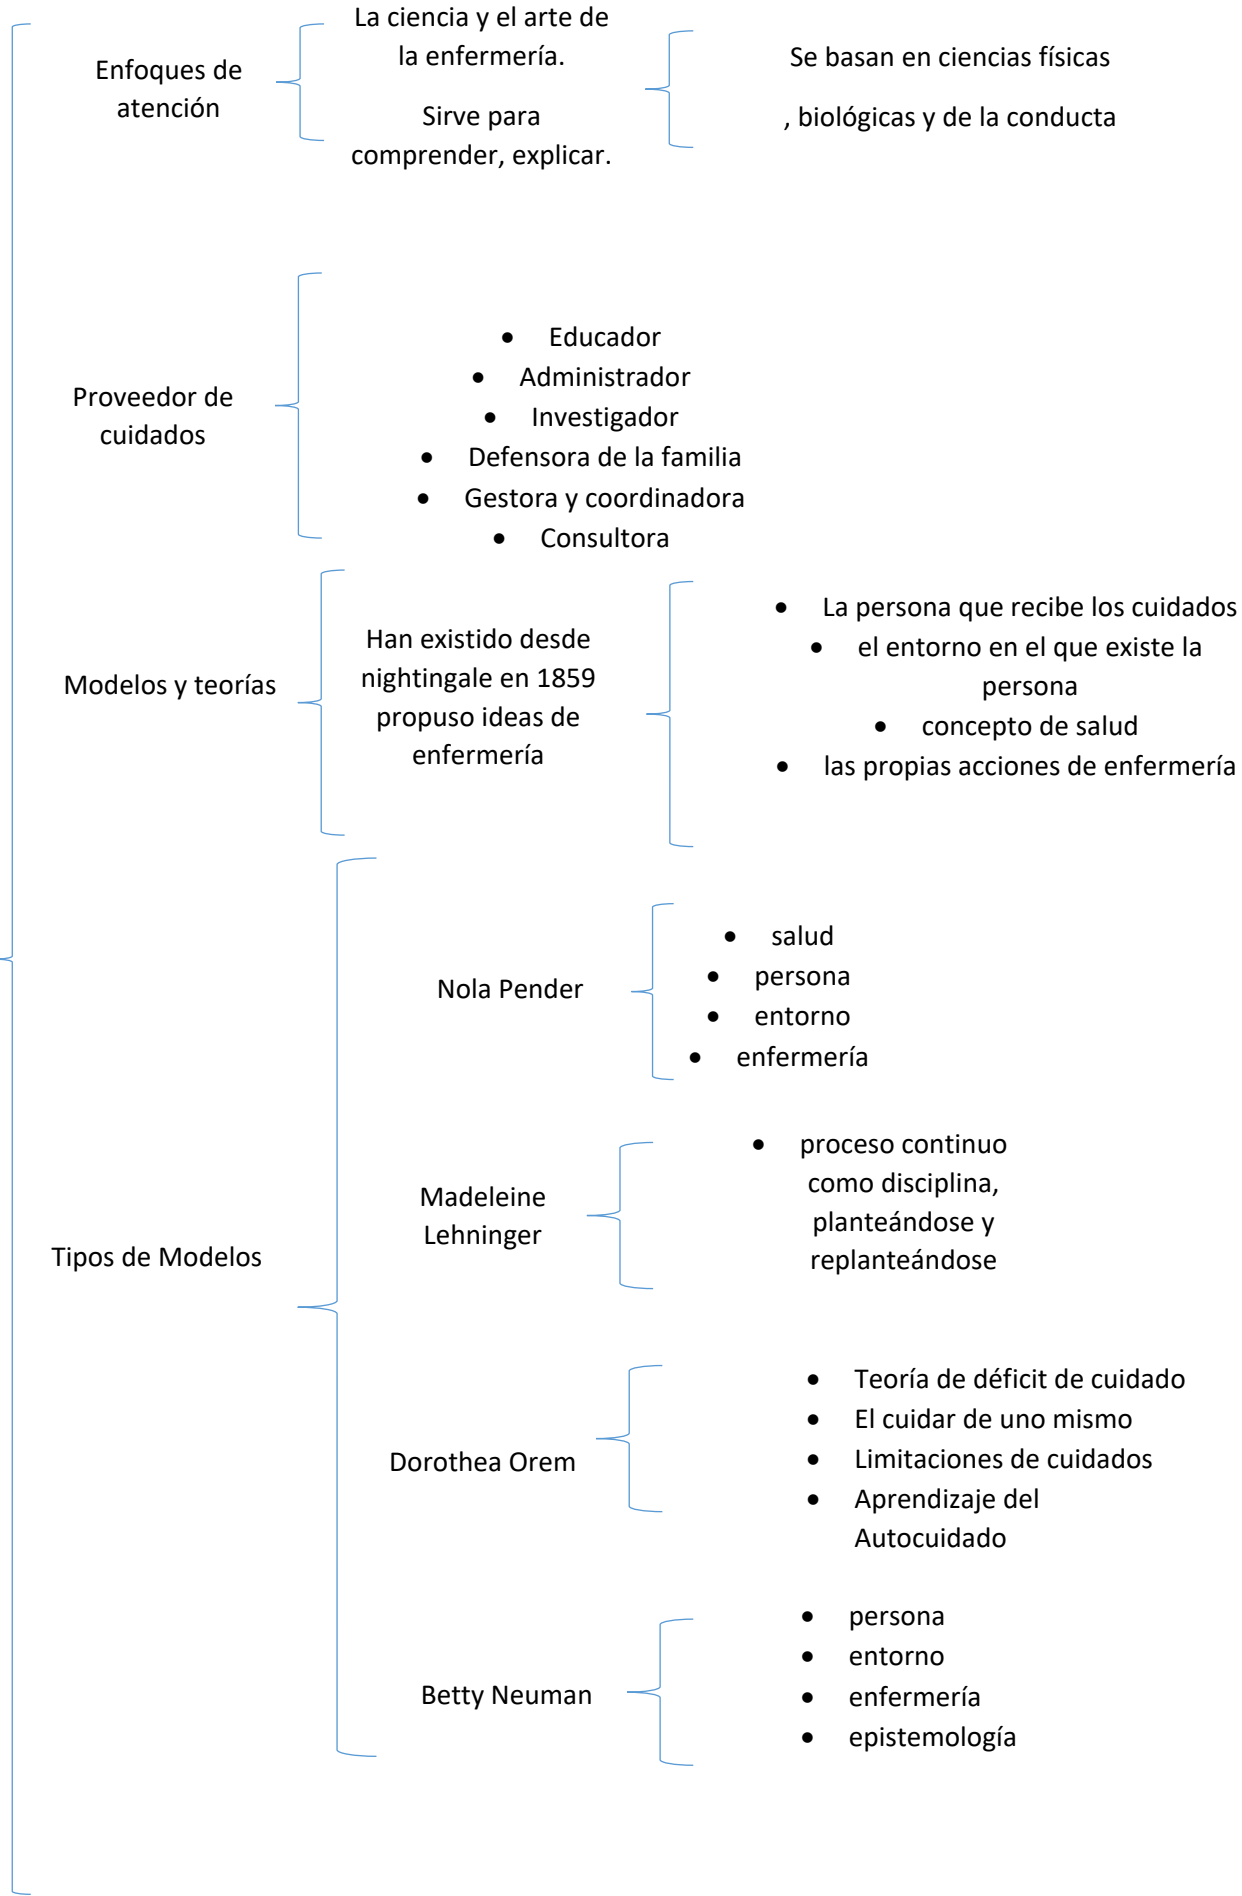 Enfoques de
atención
La ciencia y el arte de
la enfermería.
Sirve para
comprender, explicar.
Se basan en ciencias físicas
, biológicas y de la conducta
Proveedor de
cuidados
• Educador
• Administrador
• Investigador
• Defensora de la familia
• Gestora y coordinadora
• Consultora
Modelos y teorías
Han existido desde
nightingale en 1859
propuso ideas de
enfermería
• La persona que recibe los cuidados
• el entorno en el que existe la
persona
• concepto de salud
• las propias acciones de enfermería
Tipos de Modelos
Nola Pender
• salud
• persona
• entorno
• enfermería
Madeleine
Lehninger
• proceso continuo
como disciplina,
planteándose y
replanteándose
Dorothea Orem
• Teoría de déficit de cuidado
• El cuidar de uno mismo
• Limitaciones de cuidados
• Aprendizaje del
Autocuidado
Betty Neuman
• persona
• entorno
• enfermería
• epistemología